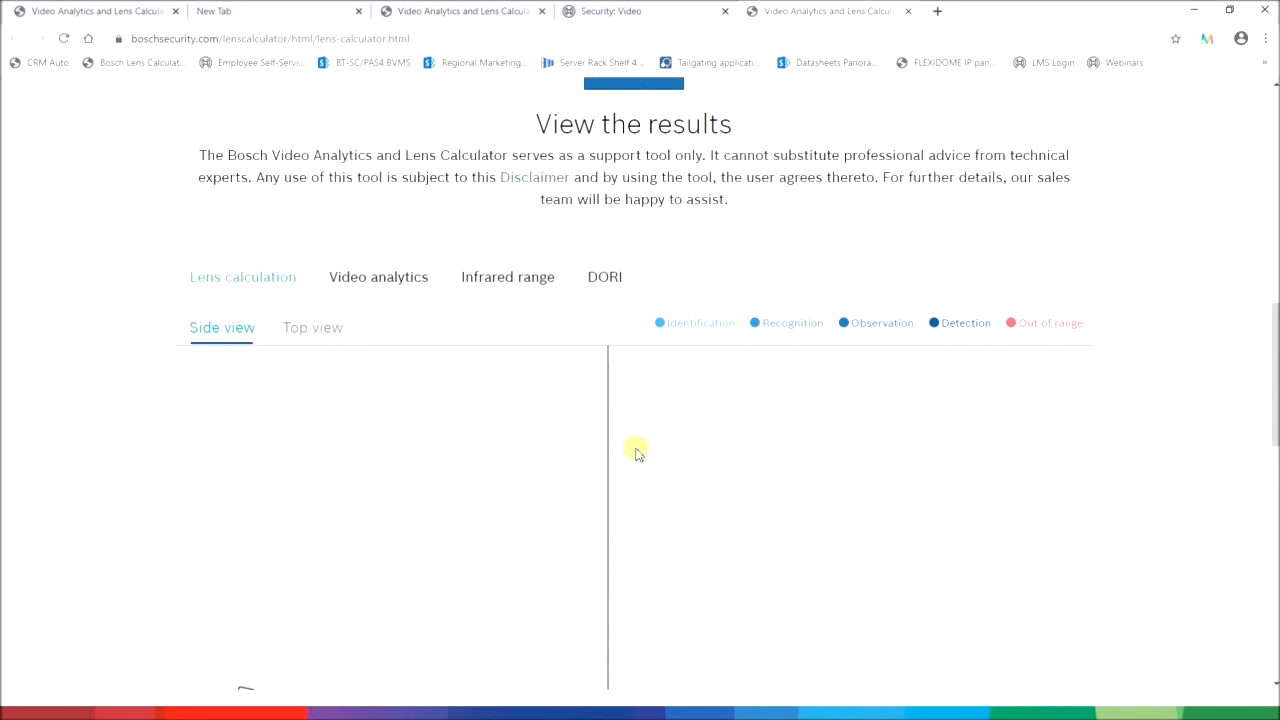 Video Analytics and Lens Calcula
New Tab
Video Analytics and Lens Calcula
Security: Video
Video Analytics and Lens Calcu
boschsecurity.com/lenscalculator/html/lens-calculator.html
CRM Auto
Bosch Lens Calculat...
Employee Self-Servi...
BT-SC/PAS4 BVMS
Regional Marketing...
Server Rack Shelf 4...
Tailgating applicati...
Datasheets Panora...
FLEXIDOME IP pan...
LMS Login
Webinars
»
View the results
The Bosch Video Analytics and Lens Calculator serves as a support tool only. It cannot substitute professional advice from technical
experts. Any use of this tool is subject to this Disclaimer and by using the tool, the user agrees thereto. For further details, our sales
team will be happy to assist.
Lens calculation Video analytics Infrared range DORI
Side view Top view
Identification Recognition Observation Detection Out of range